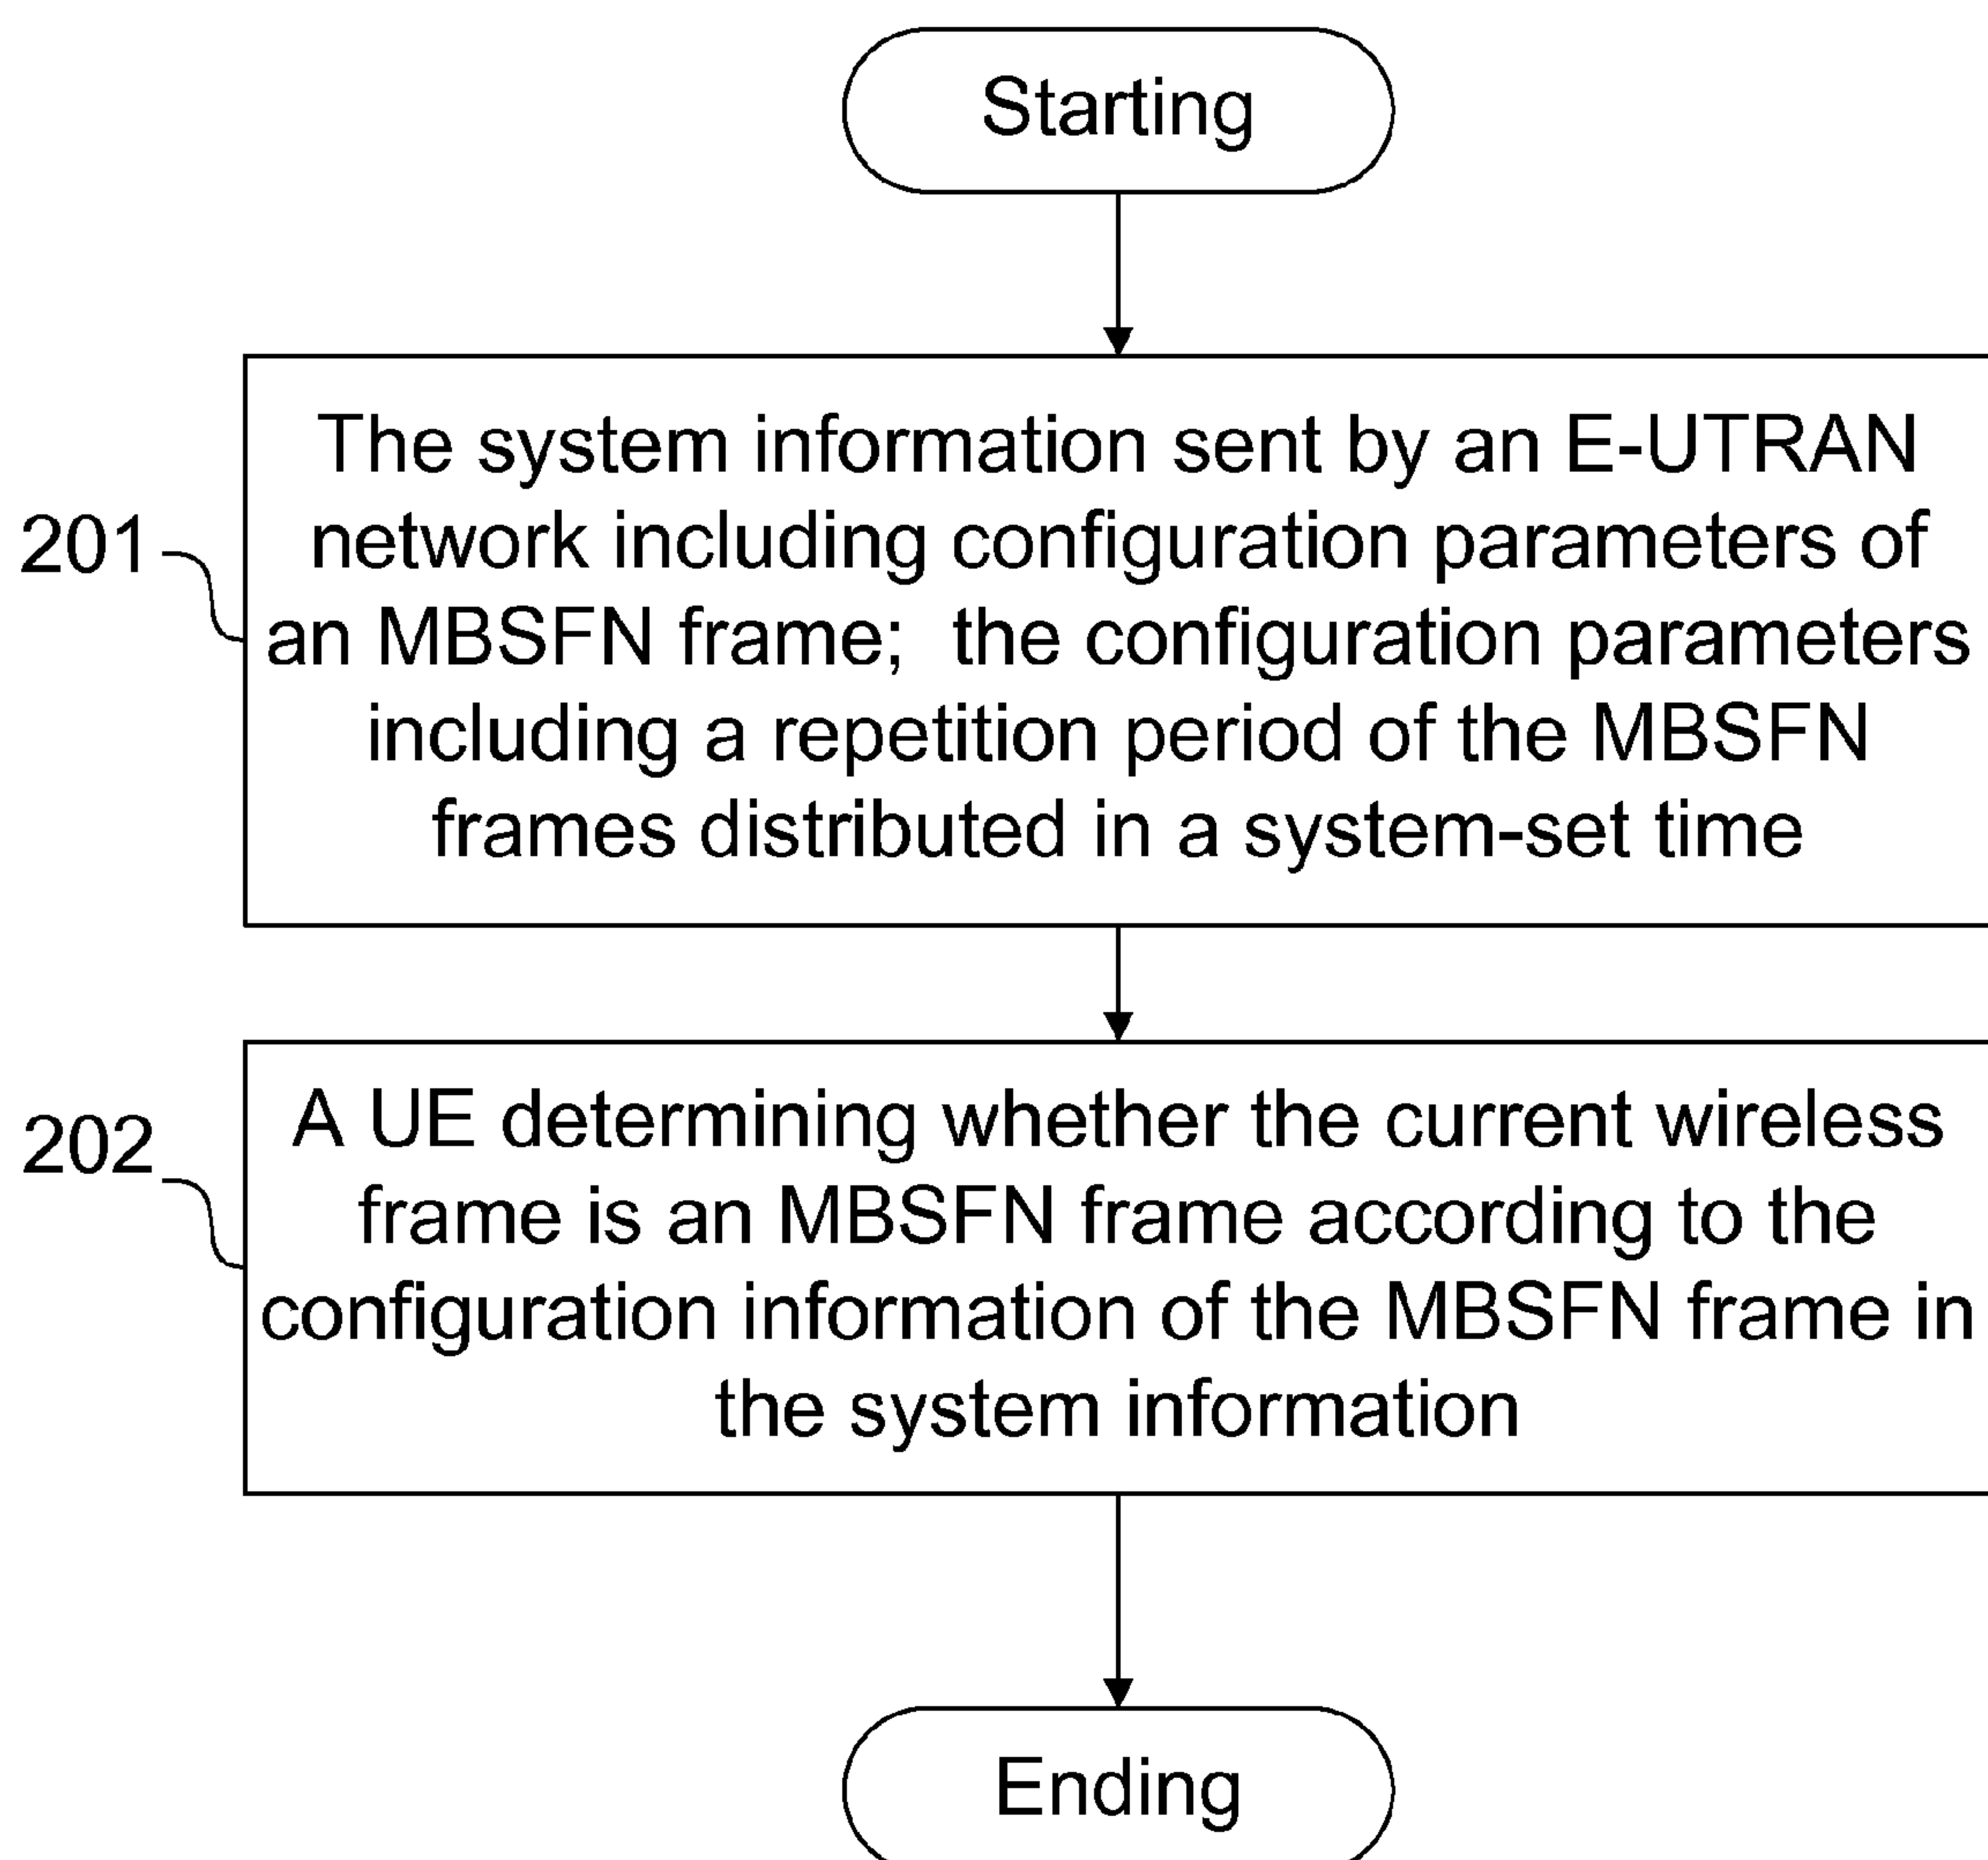 Starting
The system information sent by an E-UTRAN
network including configuration parameters of
201
an MBSFN frame; the configuration parameters
including a repetition period of the MBSFN
frames distributed in a system-set time
202
A UE determining whether the current wireless
frame is an MBSFN frame according to the
configuration information of the MBSFN frame in
the system information
Ending